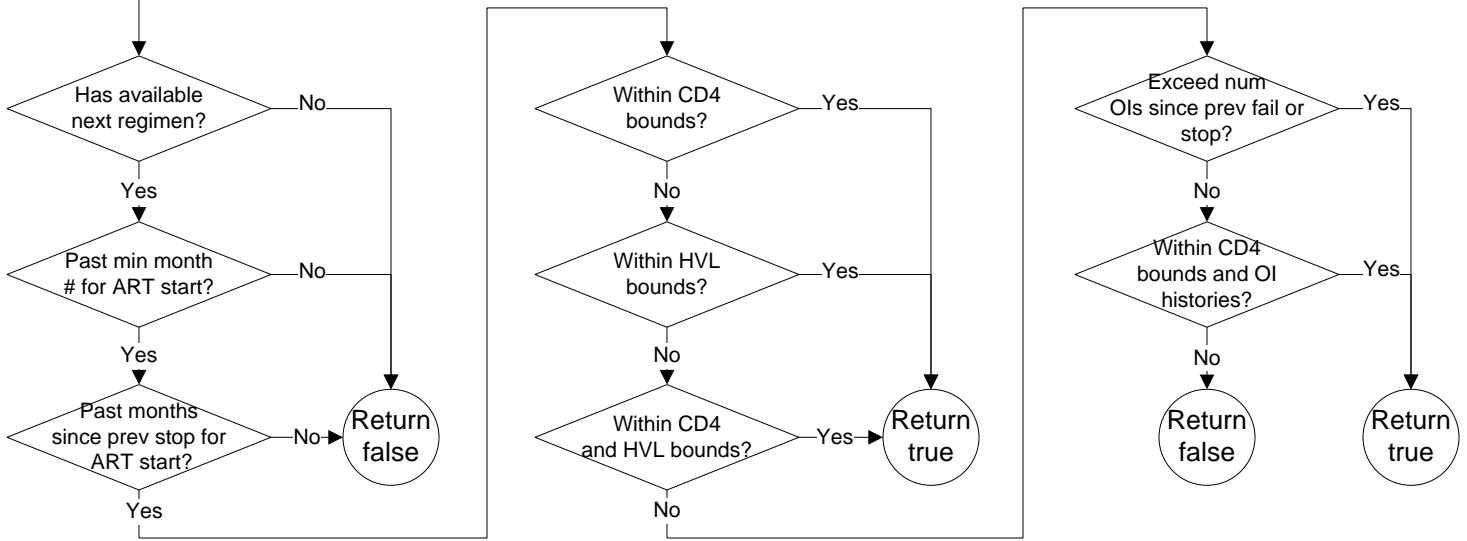 Has available
next regimen?
No
Yes
Past min month
# for ART start?
No
Yes
Past months
since prev stop for
ART start?
No
Return
false
Yes
Within CD4
bounds?
Yes
No
Within HVL
bounds?
Yes
No
Within CD4
and HVL bounds?
Yes
Return
true
No
Exceed num
OIs since prev fail or
stop?
Yes
No
Within CD4
bounds and OI
histories?
Yes
No
Return
false
Return
true